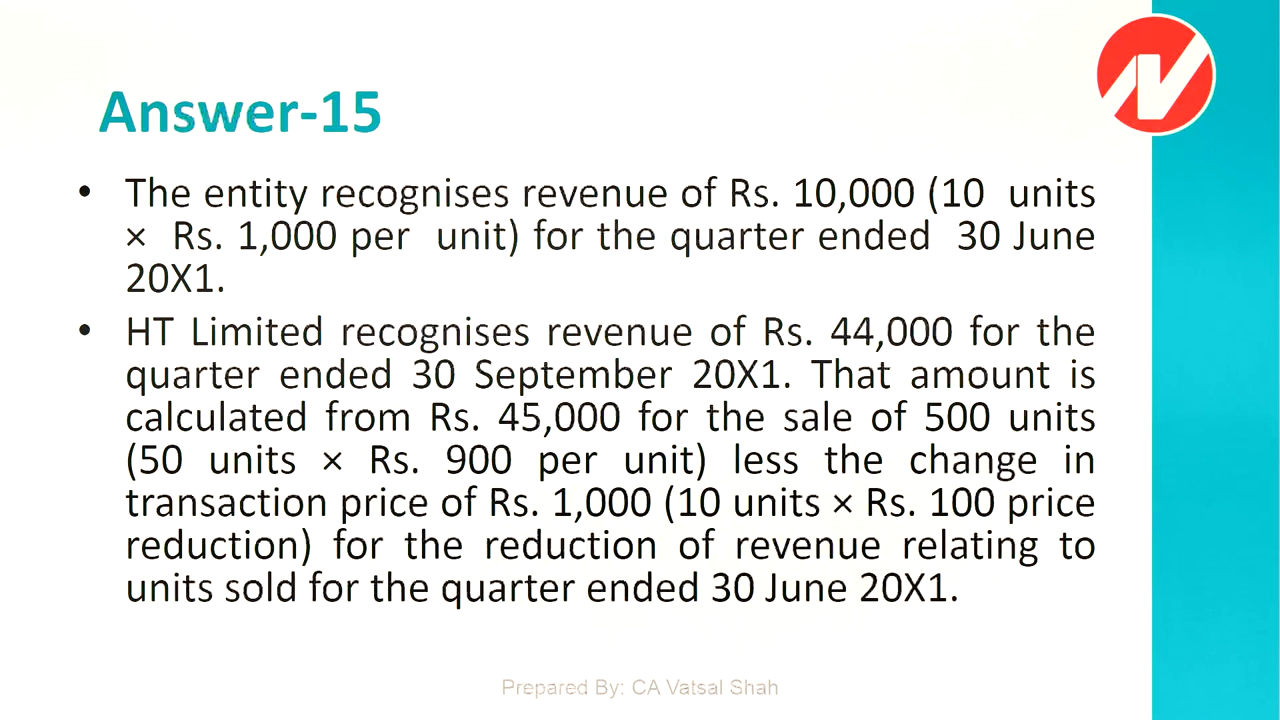 Answer-15
• The entity recognises revenue of Rs. 10,000 (10 units
× Rs. 1,000 per unit) for the quarter ended 30 June
20X1.
• HT Limited recognises revenue of Rs. 44,000 for the
quarter ended 30 September 20X1. That amount is
calculated from Rs. 45,000 for the sale of 500 units
(50 units × Rs. 900 per unit) less the change in
transaction price of Rs. 1,000 (10 units × Rs. 100 price
reduction) for the reduction of revenue relating to
units sold for the quarter ended 30 June 20X1.
Prepared By: CA Vatsal Shah